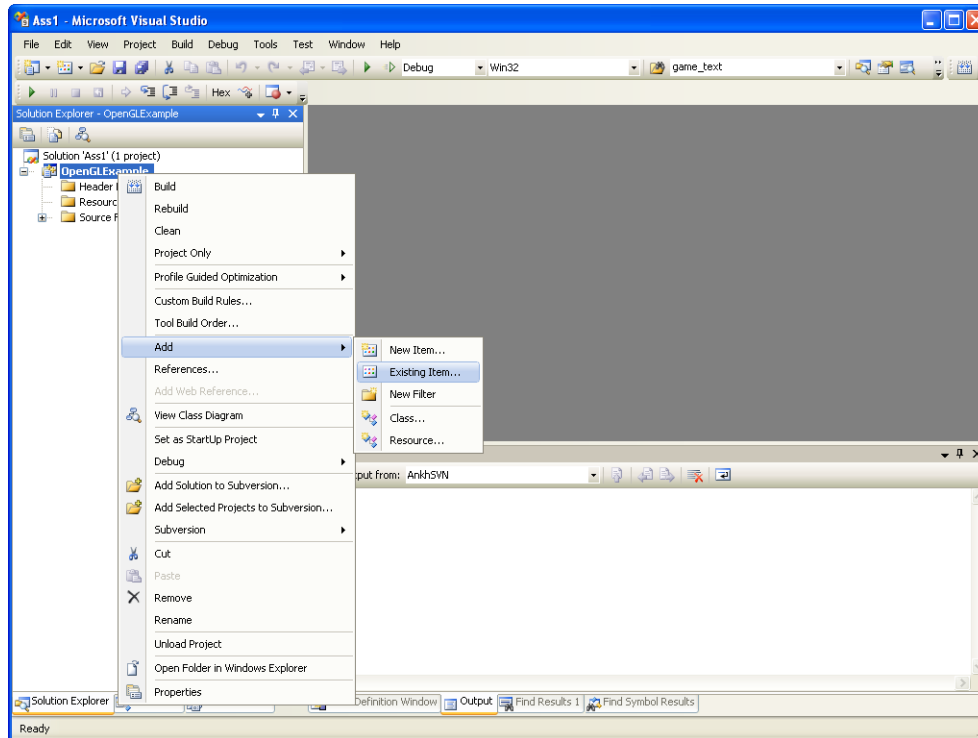 Ass1 - Microsoft Visual Studio
File Edit View Project Build Debug Tools Test Window Help
Debug Win32 game_text
Hex
Solution Explorer - OpenGLExample
Solution 'Ass1' (1 project)
OpenGLExample
Header
Resourc
Source F
Build
Rebuild
Clean
Project Only
Profile Guided Optimization
Custom Build Rules...
Tool Build Order...
Add
References...
Add Web Reference...
View Class Diagram
Set as StartUp Project
Debug
Add Solution to Subversion...
Add Selected Projects to Subversion...
Subversion
Cut
Paste
Remove
Rename
Unload Project
Open Folder in Windows Explorer
Properties
New Item...
Existing Item...
New Filter
Class...
Resource...
put from: AnkhSVN
Solution Explorer
Definition Window Output Find Results 1 Find Symbol Results
Ready